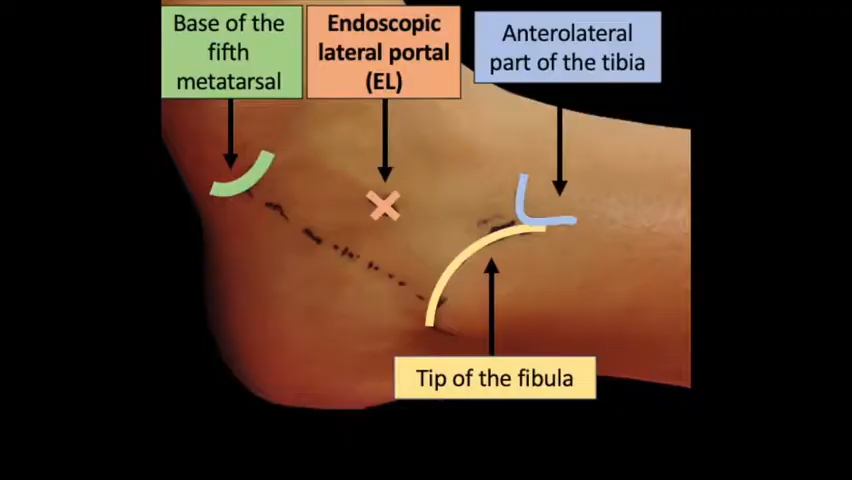 Base of the
fifth
metatarsal
Endoscopic
lateral portal
(EL)
Anterolateral
part of the tibia
Tip of the fibula